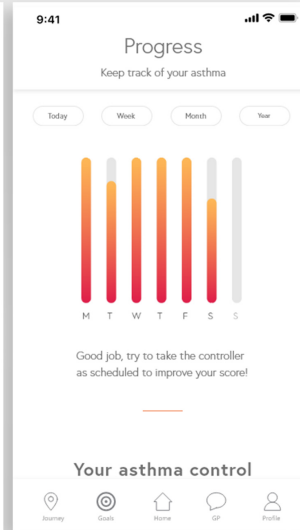 9:41
Progress
Keep track of your asthma
Today Week Month Year
M T W T F S S
Good job, try to take the controller
as scheduled to improve your score!
Your asthma control
Journey Goals Home GP Profile